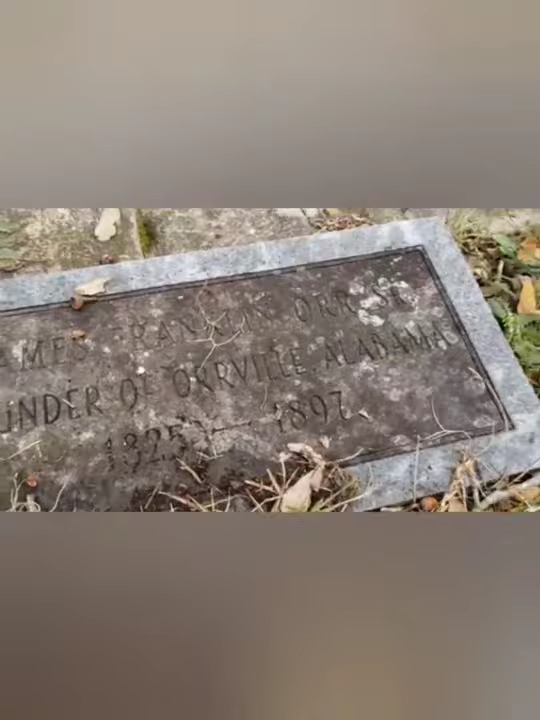 AMES FRANKLIN ORR SR
UNDER OF ORRVILLE, ALABAMA
1825 — 1897